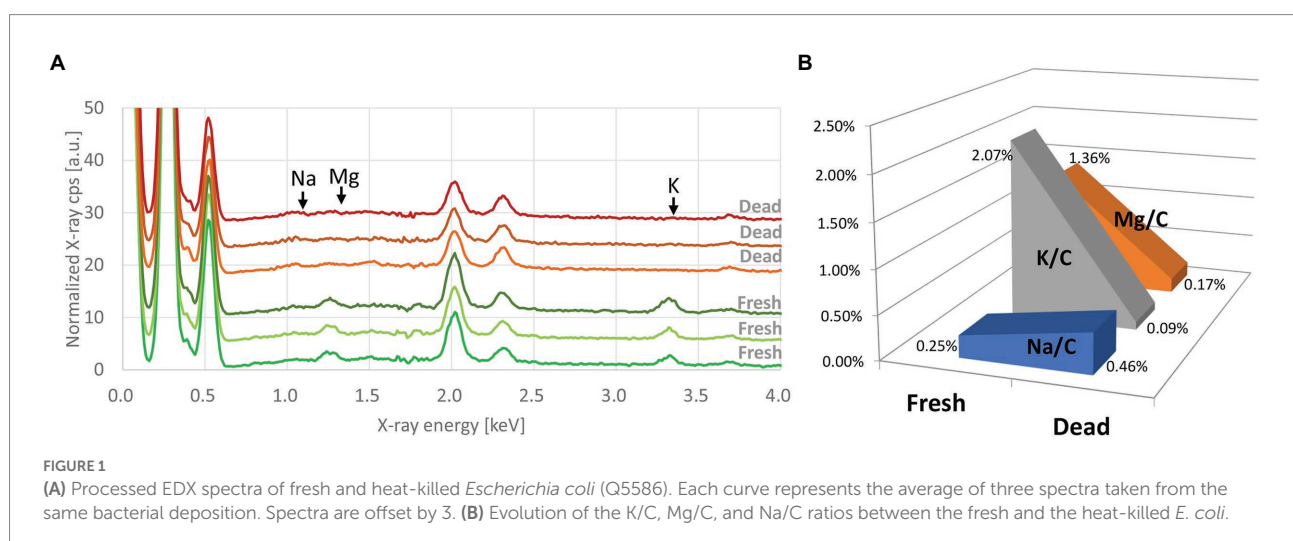 A
50
40
30
20
10
0
Normalized X-ray cps [a.u.]
Na
Mg
K
Dead
Dead
Dead
Fresh
Fresh
Fresh
0.0 0.5 1.0 1.5 2.0 2.5 3.0 3.5 4.0
X-ray energy [keV]
B
2.50%
2.00%
1.50%
1.00%
0.50%
0.00%
2.07%
1.36%
Mg/C
K/C
0.17%
0.09%
0.25%
Na/C
0.46%
Fresh
Dead
FIGURE 1
(A) Processed EDX spectra of fresh and heat-killed Escherichia coli (Q5586). Each curve represents the average of three spectra taken from the
same bacterial deposition. Spectra are offset by 3. (B) Evolution of the K/C, Mg/C, and Na/C ratios between the fresh and the heat-killed E. coli.